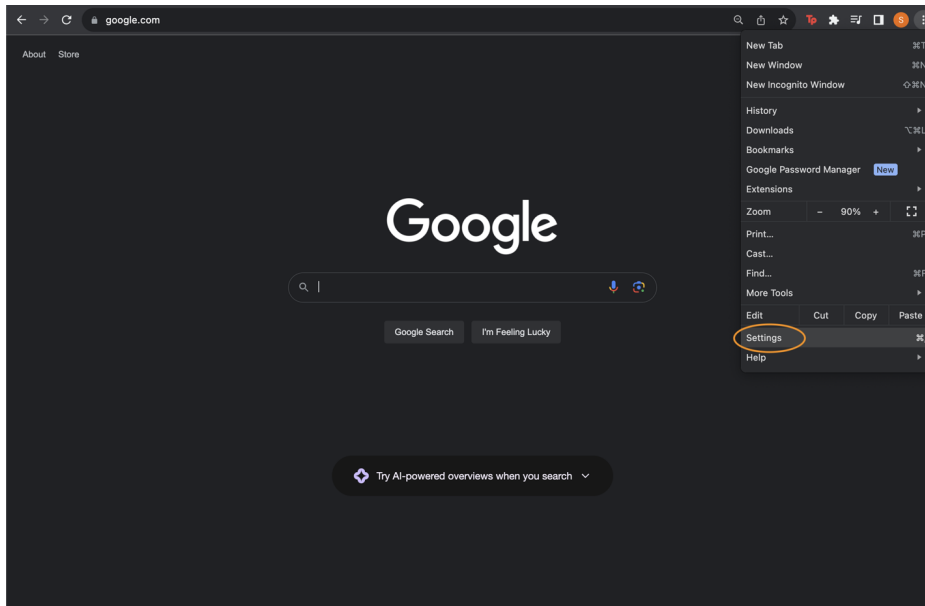 google.com
Tp
S
About Store
New Tab ⌘T
New Window ⌘N
New Incognito Window ⇧⌘N
History
Downloads ⌥⌘L
Bookmarks
Google Password Manager New
Extensions
Zoom − 90% +
Print... ⌘P
Cast...
Find... ⌘F
More Tools
Edit Cut Copy Paste
Settings ⌘
Help
Google
Google Search I'm Feeling Lucky
Try AI-powered overviews when you search